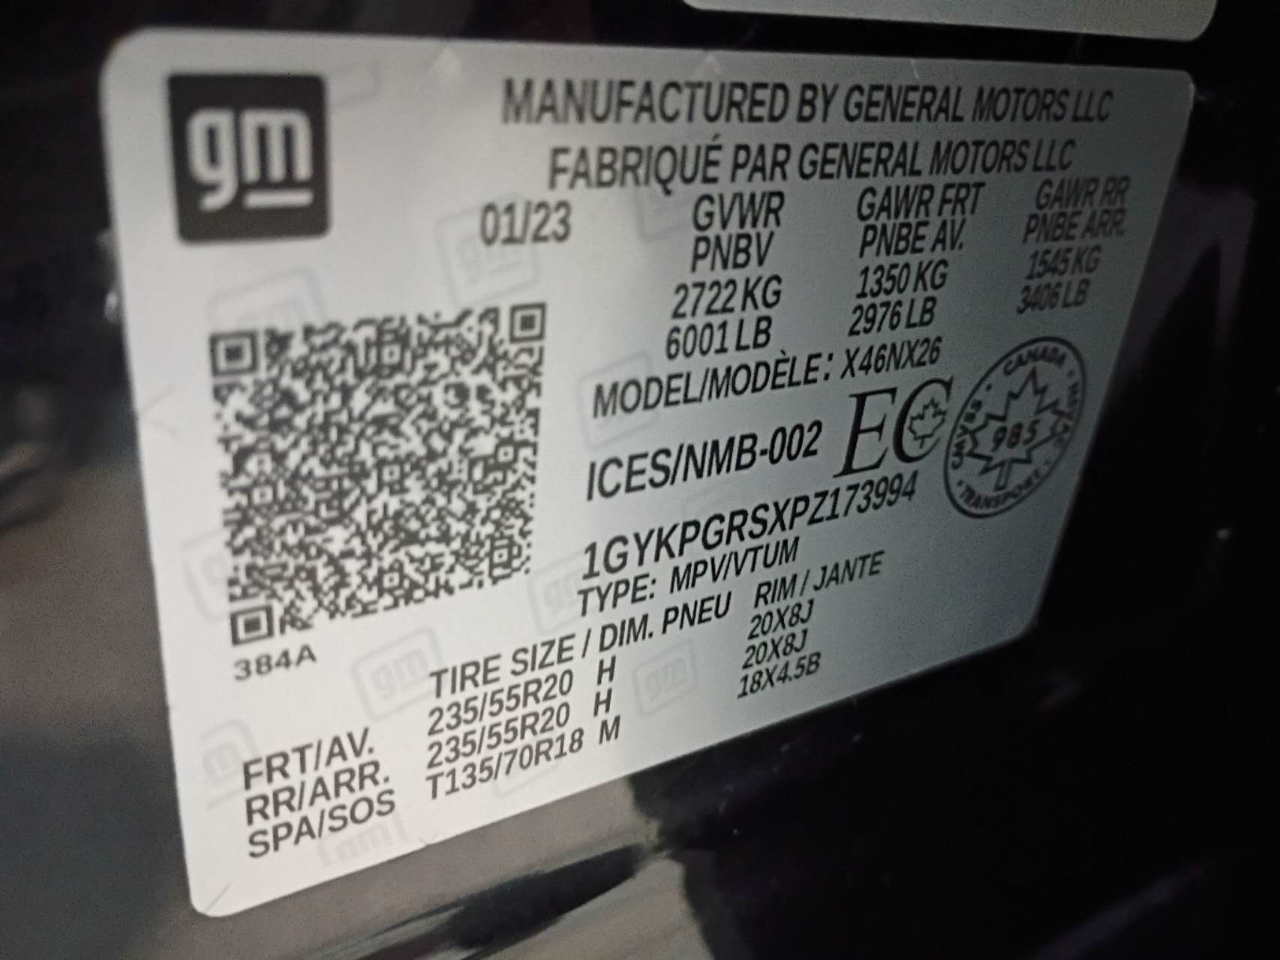 gm
MANUFACTURED BY GENERAL MOTORS LLC
FABRIQUÉ PAR GENERAL MOTORS LLC
01/23 GVWR GAWR FRT GAWR RR
PNBV PNBE AV. PNBE ARR.
2722 KG 1350 KG 1545 KG
6001 LB 2976 LB 3406 LB
MODEL/MODÈLE: X46NX26
ICES/NMB-002 EC
CANADA
CMVSS 985 NSVAC
TRANSPORT
1GYKPGRSXPZ173994
TYPE: MPV/VTUM
384A
TIRE SIZE / DIM. PNEU RIM / JANTE
FRT/AV. 235/55R20 H 20X8J
RR/ARR. 235/55R20 H 20X8J
SPA/SOS T135/70R18 M 18X4.5B